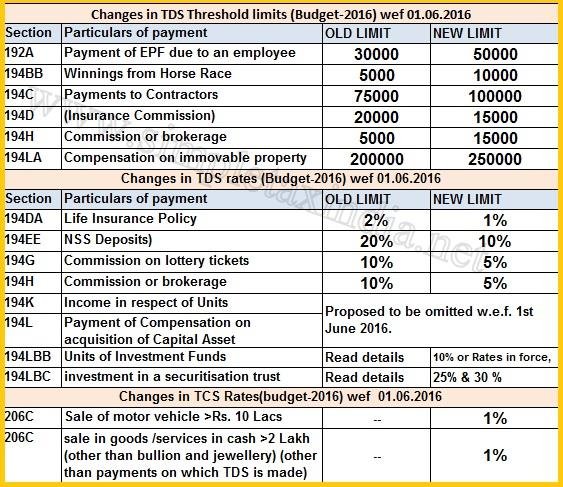 Changes in TDS Threshold limits (Budget-2016) wef 01.06.2016
Section Particulars of payment OLD LIMIT NEW LIMIT
192A Payment of EPF due to an employee 30000 50000
194BB Winnings from Horse Race 5000 10000
194C Payments to Contractors 75000 100000
194D (Insurance Commission) 20000 15000
194H Commission or brokerage 5000 15000
194LA Compensation on immovable property 200000 250000
Changes in TDS rates (Budget-2016) wef 01.06.2016
Section Particulars of payment OLD LIMIT NEW LIMIT
194DA Life Insurance Policy 2% 1%
194EE NSS Deposits) 20% 10%
194G Commission on lottery tickets 10% 5%
194H Commission or brokerage 10% 5%
194K Income in respect of Units
194L Payment of Compensation on
acquisition of Capital Asset
Proposed to be omitted w.e.f. 1st
June 2016.
194LBB Units of Investment Funds Read details 10% or Rates in force,
194LBC investment in a securitisation trust Read details 25% & 30 %
Changes in TCS Rates(budget-2016) wef 01.06.2016
206C Sale of motor vehicle >Rs. 10 Lacs -- 1%
206C sale in goods /services in cash >2 Lakh
(other than bullion and jewellery) (other
than payments on which TDS is made) -- 1%
www.simpletaxindia.net